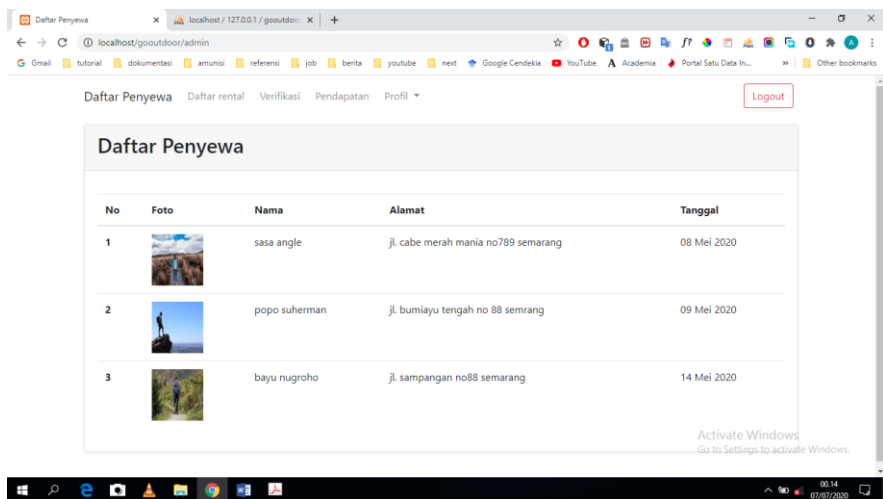 Daftar Penyewa
localhost / 127.0.0.1 / gooutdoor
localhost/gooutdoor/admin
Gmail tutorial dokumentasi amunisi referensi job berita youtube next Google Cendekia YouTube Academia Portal Satu Data In... Other bookmarks
Daftar Penyewa Daftar rental Verifikasi Pendapatan Profil Logout
Daftar Penyewa
No Foto Nama Alamat Tanggal
1 sasa angle jl. cabe merah mania no789 semarang 08 Mei 2020
2 popo suherman jl. bumiayu tengah no 88 semrang 09 Mei 2020
3 bayu nugroho jl. sampangan no88 semarang 14 Mei 2020
Activate Windows
Go to Settings to activate Windows.
00.14
07/07/2020